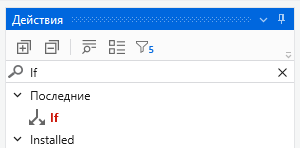 Действия
5
If
Последние
If
Installed